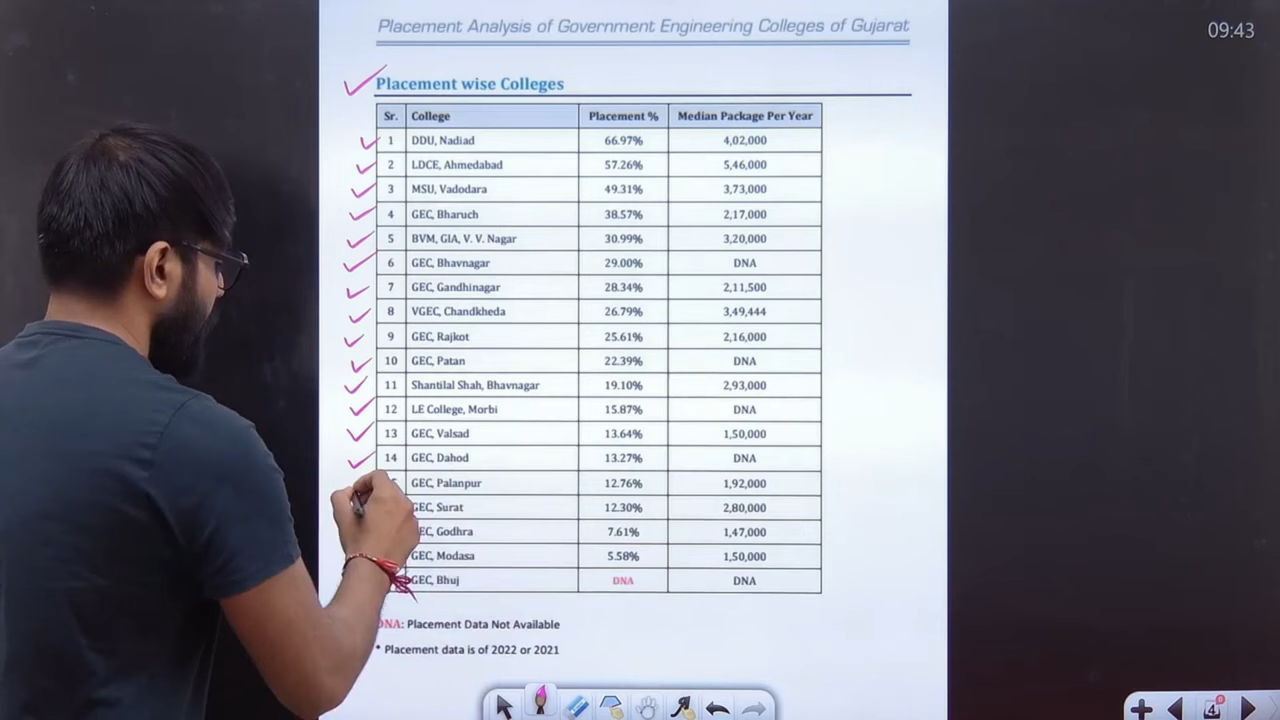 Placement Analysis of Government Engineering Colleges of Gujarat
09:43
Placement wise Colleges
Sr. College Placement % Median Package Per Year
1 DDU, Nadiad 66.97% 4,02,000
2 LDCE, Ahmedabad 57.26% 5,46,000
3 MSU, Vadodara 49.31% 3,73,000
4 GEC, Bharuch 38.57% 2,17,000
5 BVM, GIA, V. V. Nagar 30.99% 3,20,000
6 GEC, Bhavnagar 29.00% DNA
7 GEC, Gandhinagar 28.34% 2,11,500
8 VGEC, Chandkheda 26.79% 3,49,444
9 GEC, Rajkot 25.61% 2,16,000
10 GEC, Patan 22.39% DNA
11 Shantilal Shah, Bhavnagar 19.10% 2,93,000
12 LE College, Morbi 15.87% DNA
13 GEC, Valsad 13.64% 1,50,000
14 GEC, Dahod 13.27% DNA
GEC, Palanpur 12.76% 1,92,000
GEC, Surat 12.30% 2,80,000
EC, Godhra 7.61% 1,47,000
GEC, Modasa 5.58% 1,50,000
GEC, Bhuj DNA DNA
DNA: Placement Data Not Available
* Placement data is of 2022 or 2021
4